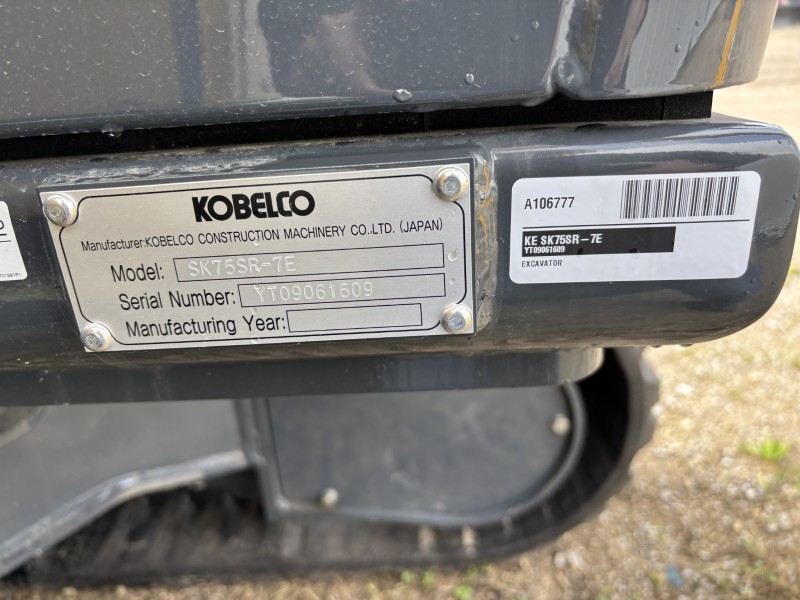 KOBELCO
Manufacturer:KOBELCO CONSTRUCTION MACHINERY CO.,LTD. (JAPAN)
Model: SK75SR-7E
Serial Number: YT09061609
Manufacturing Year:
A106777
KE SK75SR-7E
YT09061609
EXCAVATOR